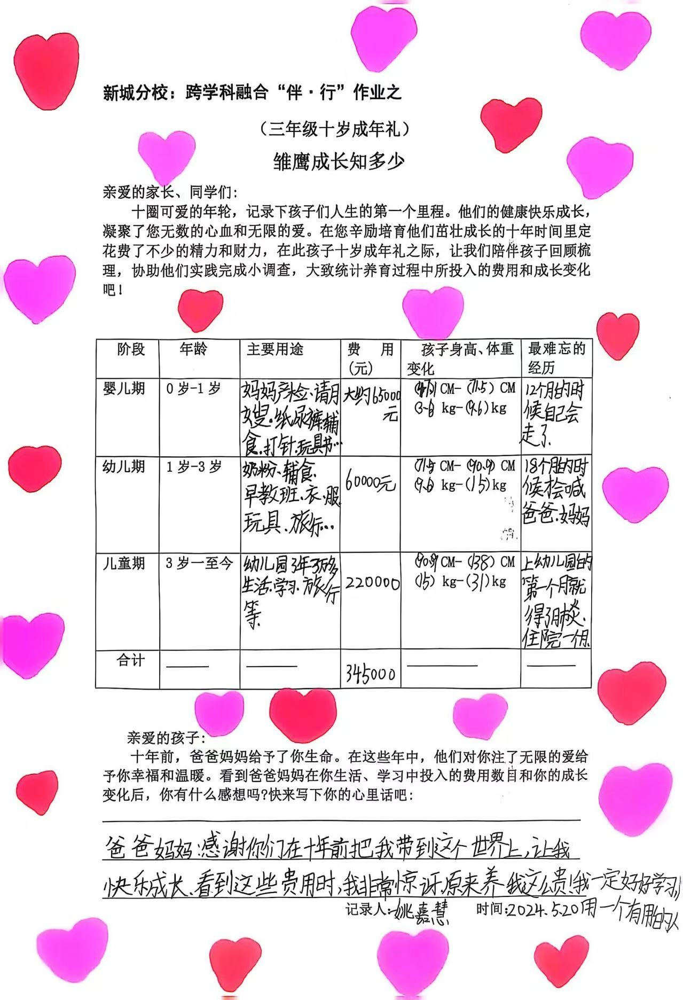 新城分校：跨学科融合“伴·行”作业之
（三年级十岁成年礼）
雏鹰成长知多少
亲爱的家长、同学们：
十圈可爱的年轮，记录下孩子们人生的第一个里程。他们的健康快乐成长，
凝聚了您无数的心血和无限的爱。在您辛励培育他们茁壮成长的十年时间里定
花费了不少的精力和财力，在此孩子十岁成年礼之际，让我们陪伴孩子回顾梳
理，协助他们实践完成小调查，大致统计养育过程中所投入的费用和成长变化
吧！
阶段 年龄 主要用途 费 用 孩子身高、体重 最难忘的
(元) 变化 经历
婴儿期 0岁-1岁
妈妈产检、请月
嫂。纸尿裤、辅
食、打针、玩具书…
大约65000
元
CM-（71.5）CM
kg-（9.6）kg
12个月的时
候自己会
走了.
幼儿期 1岁-3岁
奶粉、辅食、
早教班、衣、服
玩具、旅行…
60000元
（71.5 CM-（90.9）CM
（9.6 kg-（15）kg
18个月的时
候才会喊
爸爸.妈妈
儿童期 3岁一至今
幼儿园3年3万多
生活、学习、旅行
等.
220000
（90.9 CM-（138）CM
（15）kg-（31）kg
上幼儿园的
第一个月就
得了肺炎.
住院一个月.
合计 345000
亲爱的孩子：
十年前，爸爸妈妈给予了你生命。在这些年中，他们对你注了无限的爱给
予你幸福和温暖。看到爸爸妈妈在你生活、学习中投入的费用数目和你的成长
变化后，你有什么感想吗?快来写下你的心里话吧：
爸爸妈妈：感谢你们在十年前把我带到这个世界上，让我
快乐成长、看到这些费用时，我非常惊讶.原来养我这么贵！我一定好好学习，
记录人：姚嘉慧 时间：2024.5.20 用一个有用的人